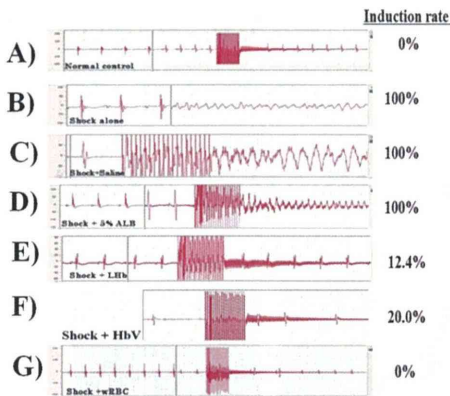 Induction rate
A) Normal control 0%
B) Shock alone 100%
C) Shock-Saline 100%
D) Shock + 5% ALB 100%
E) Shock + LHb 12.4%
F) Shock + HbV 20.0%
G) Shock +wRBC 0%